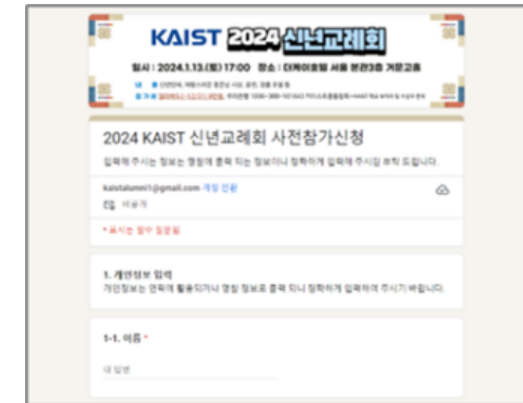 KAIST 2024 신년교례회
일시 : 2024.1.13.(토) 17:00 장소 : 더케이호텔 서울 본관3층 거문고홀
2024 KAIST 신년교례회 사전참가신청
입력해 주시는 정보는 명찰에 출력 되는 정보이니 정확하게 입력해 주시길 부탁 드립니다.
kaistalumni1@gmail.com 계정 전환
비공개
* 표시는 필수 질문임
1. 개인정보 입력
개인정보는 연락에 활용되거나 명찰 정보로 출력 되니 정확하게 입력하여 주시기 바랍니다.
1-1. 이름 *
내 답변